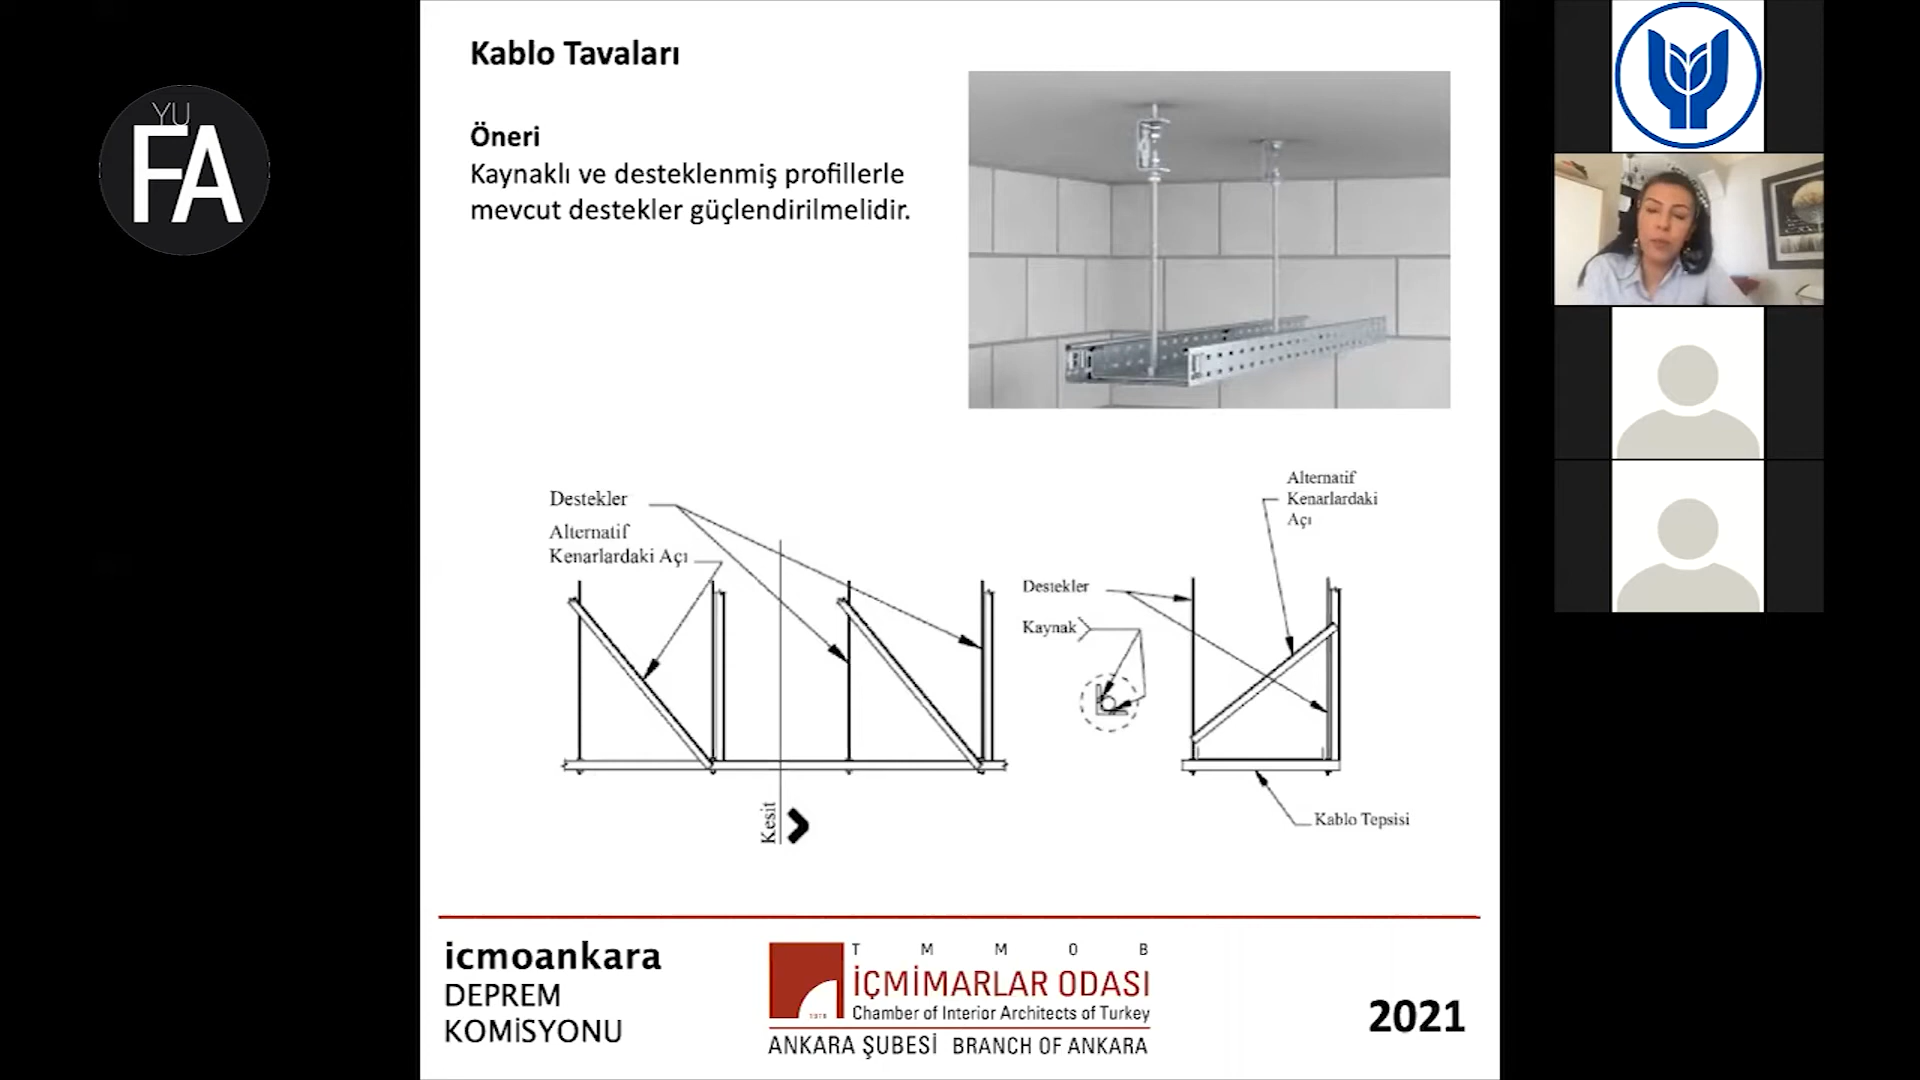 YU
FA
Kablo Tavaları
Öneri
Kaynaklı ve desteklenmiş profillerle
mevcut destekler güçlendirilmelidir.
Destekler
Alternatif
Kenarlardaki Açı
Kesit
Alternatif
Kenarlardaki
Açı
Destekler
Kaynak
Kablo Tepsisi
icmoankara
DEPREM
KOMİSYONU
T M M O B
İÇMİMARLAR ODASI
Chamber of Interior Architects of Turkey
ANKARA ŞUBESİ BRANCH OF ANKARA
2021